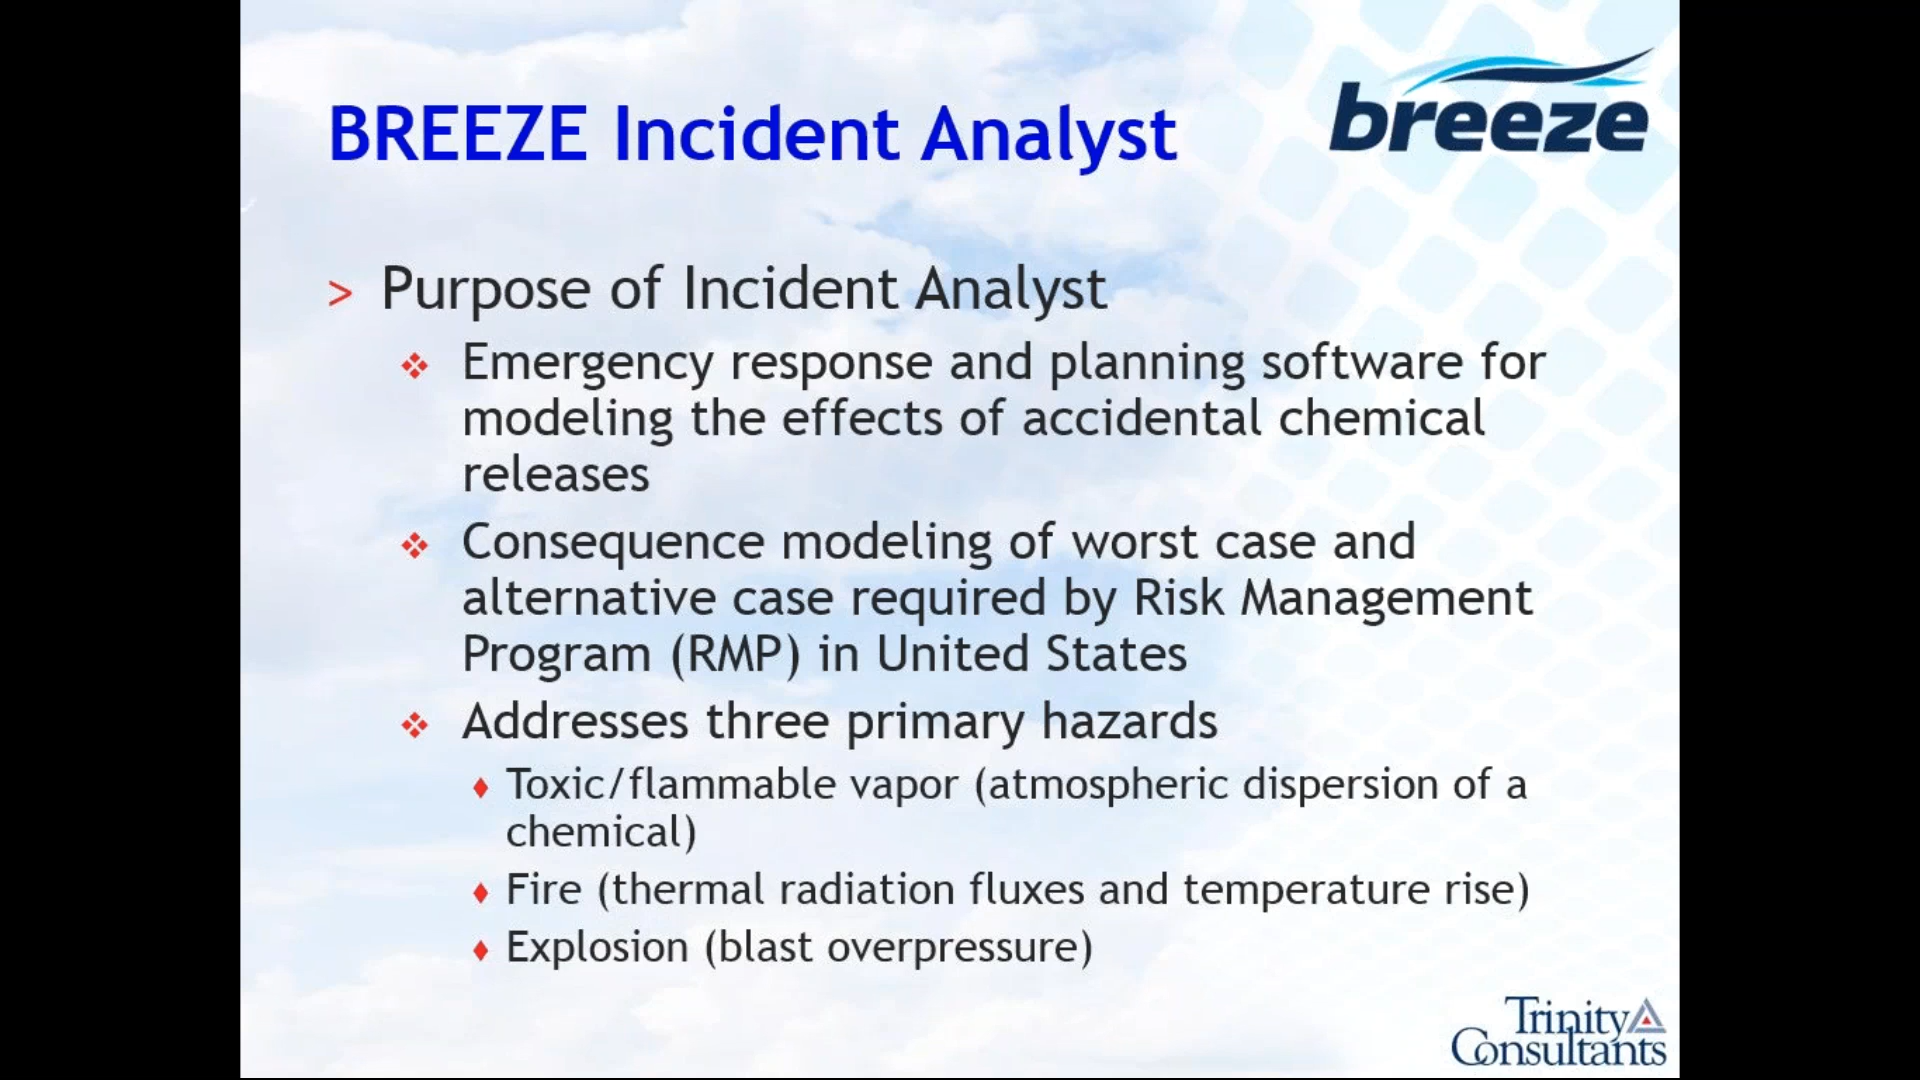 BREEZE Incident Analyst
breeze
> Purpose of Incident Analyst
❖ Emergency response and planning software for
modeling the effects of accidental chemical
releases
❖ Consequence modeling of worst case and
alternative case required by Risk Management
Program (RMP) in United States
❖ Addresses three primary hazards
♦ Toxic/flammable vapor (atmospheric dispersion of a
chemical)
♦ Fire (thermal radiation fluxes and temperature rise)
♦ Explosion (blast overpressure)
Trinity
Consultants